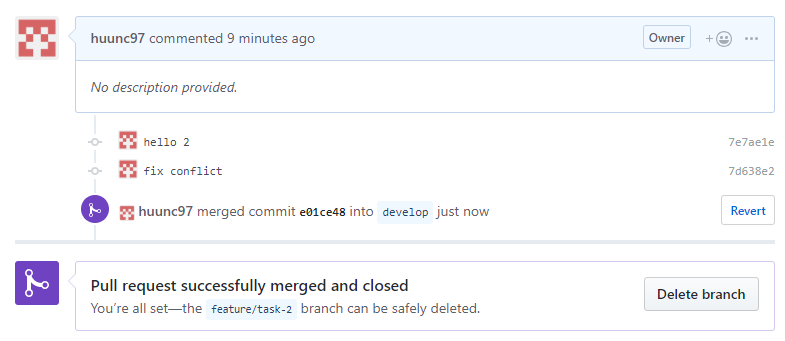 huunc97 commented 9 minutes ago Owner
No description provided.
hello 2 7e7ae1e
fix conflict 7d638e2
huunc97 merged commit e01ce48 into develop just now Revert
Pull request successfully merged and closed
You're all set—the feature/task-2 branch can be safely deleted.
Delete branch